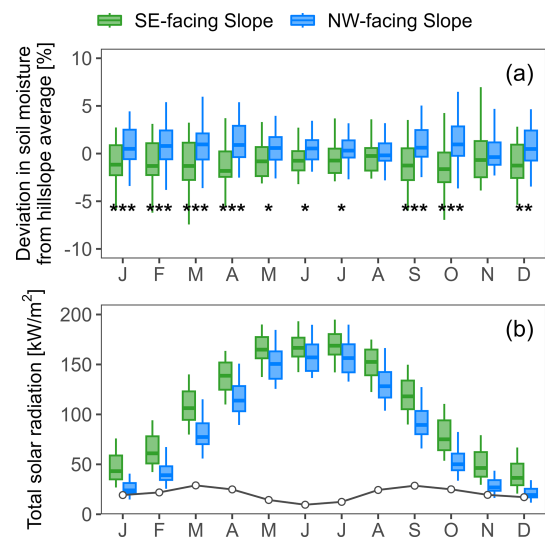 SE-facing Slope NW-facing Slope
Deviation in soil moisture
from hillslope average [%]
(a)
10
5
0
-5
-10
*** *** *** *** * * * *** *** **
J F M A M J J A S O N D
Total solar radiation [kW/m²]
(b)
200
150
100
50
0
J F M A M J J A S O N D